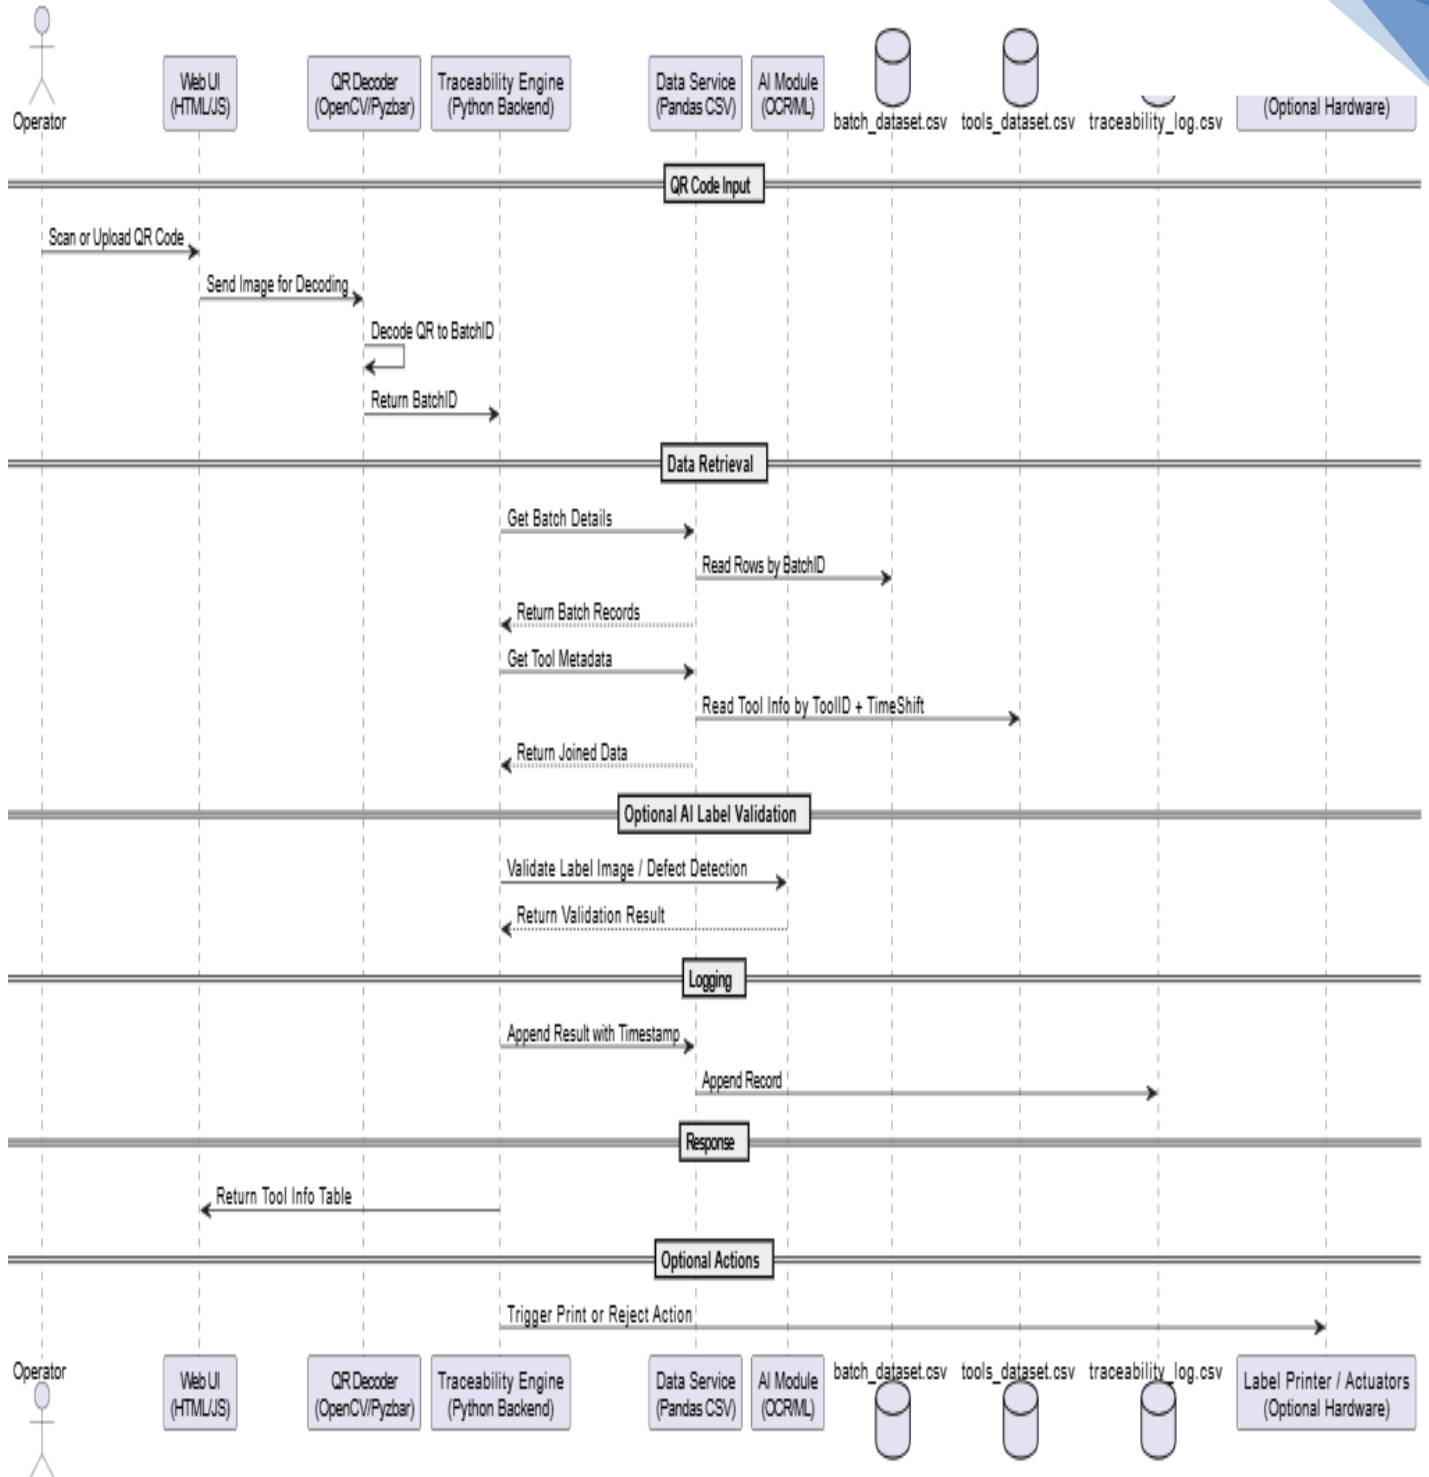 Operator
Web UI
(HTML/JS)
QR Decoder
(OpenCV/Pyzbar)
Traceability Engine
(Python Backend)
Data Service
(Pandas CSV)
AI Module
(OCR/ML)
batch_dataset.csv
tools_dataset.csv
traceability_log.csv
(Optional Hardware)
QR Code Input
Scan or Upload QR Code
Send Image for Decoding
Decode QR to BatchID
Return BatchID
Data Retrieval
Get Batch Details
Read Rows by BatchID
Return Batch Records
Get Tool Metadata
Read Tool Info by ToolID + TimeShift
Return Joined Data
Optional AI Label Validation
Validate Label Image / Defect Detection
Return Validation Result
Logging
Append Result with Timestamp
Append Record
Response
Return Tool Info Table
Optional Actions
Trigger Print or Reject Action
Operator
Web UI
(HTML/JS)
QR Decoder
(OpenCV/Pyzbar)
Traceability Engine
(Python Backend)
Data Service
(Pandas CSV)
AI Module
(OCR/ML)
batch_dataset.csv
tools_dataset.csv
traceability_log.csv
Label Printer / Actuators
(Optional Hardware)